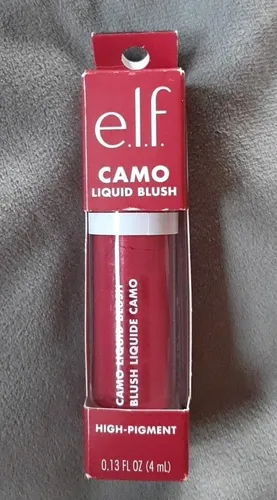 e.l.f.
CAMO
LIQUID BLUSH
CAMO LIQUID BLUSH
BLUSH LIQUIDE CAMO
HIGH-PIGMENT
0.13 FL OZ (4 mL)